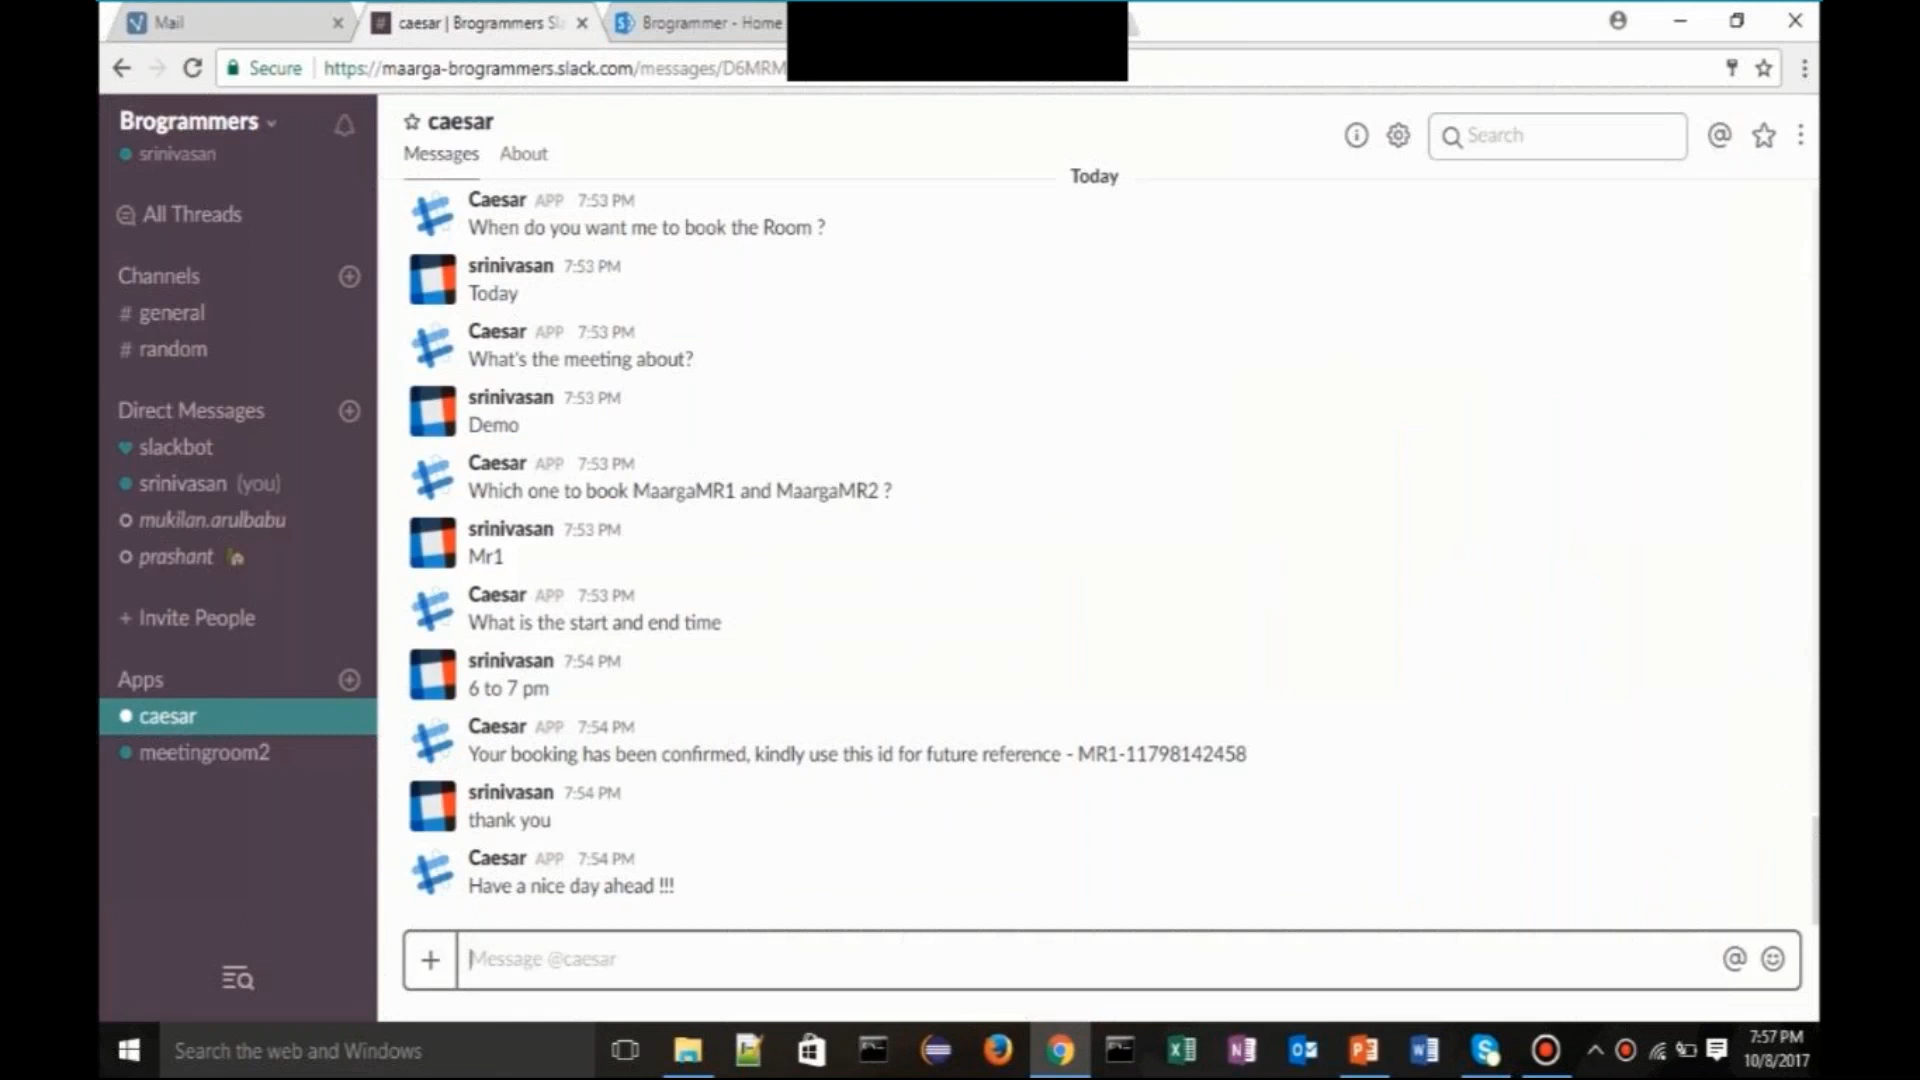 Mail
caesar | Brogrammers Sl
Brogrammer - Home
Secure
https://maarga-brogrammers.slack.com/messages/D6MRM
Brogrammers
srinivasan
All Threads
Channels
# general
# random
Direct Messages
slackbot
srinivasan (you)
mukilan.arulbabu
prashant
+ Invite People
Apps
caesar
meetingroom2
caesar
Messages
About
Search
Today
Caesar APP 7:53 PM
When do you want me to book the Room ?
srinivasan 7:53 PM
Today
Caesar APP 7:53 PM
What's the meeting about?
srinivasan 7:53 PM
Demo
Caesar APP 7:53 PM
Which one to book MaargaMR1 and MaargaMR2 ?
srinivasan 7:53 PM
Mr1
Caesar APP 7:53 PM
What is the start and end time
srinivasan 7:54 PM
6 to 7 pm
Caesar APP 7:54 PM
Your booking has been confirmed, kindly use this id for future reference - MR1-11798142458
srinivasan 7:54 PM
thank you
Caesar APP 7:54 PM
Have a nice day ahead !!!
Message @caesar
Search the web and Windows
7:57 PM
10/8/2017